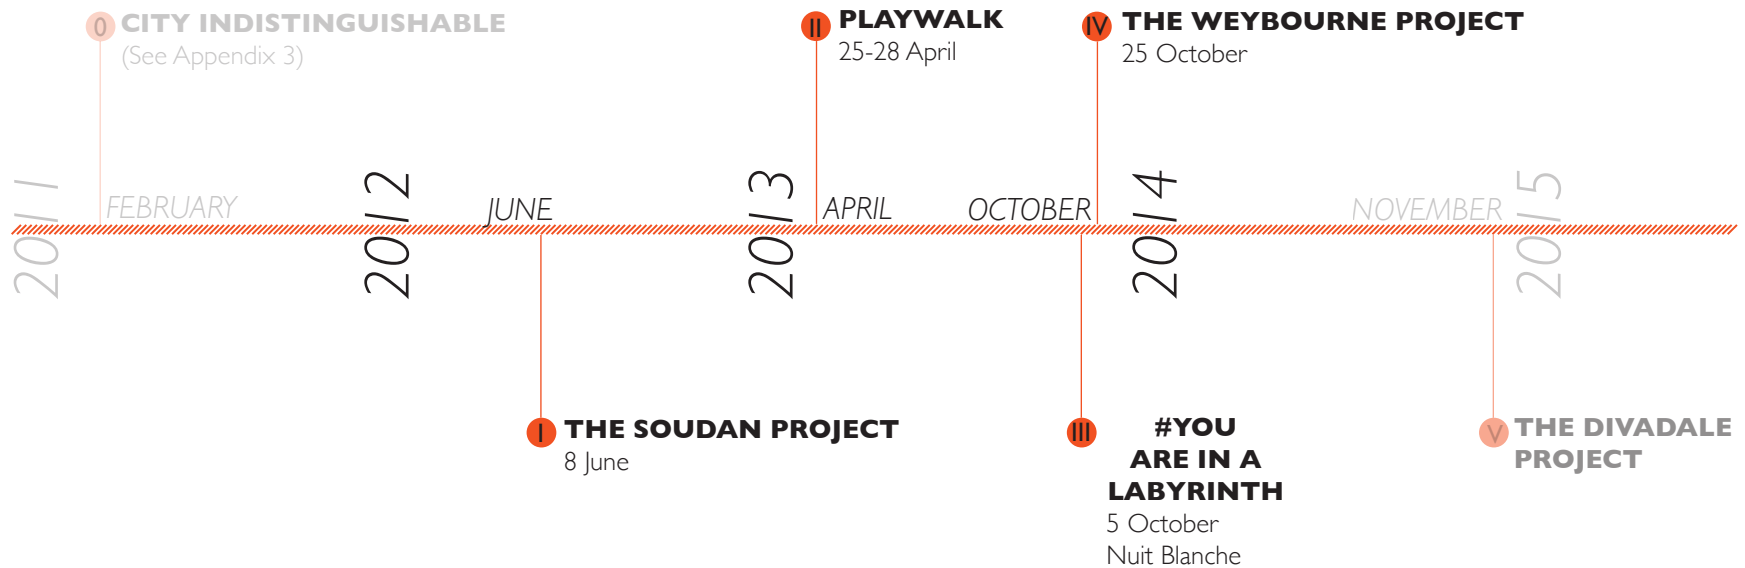 0 CITY INDISTINGUISHABLE
(See Appendix 3)
II PLAYWALK
25-28 April
IV THE WEYBOURNE PROJECT
25 October
2011
FEBRUARY
2012
JUNE
2013
APRIL
OCTOBER
2014
NOVEMBER
2015
I THE SOUDAN PROJECT
8 June
III #YOU
ARE IN A
LABYRINTH
5 October
Nuit Blanche
V THE DIVADALE
PROJECT